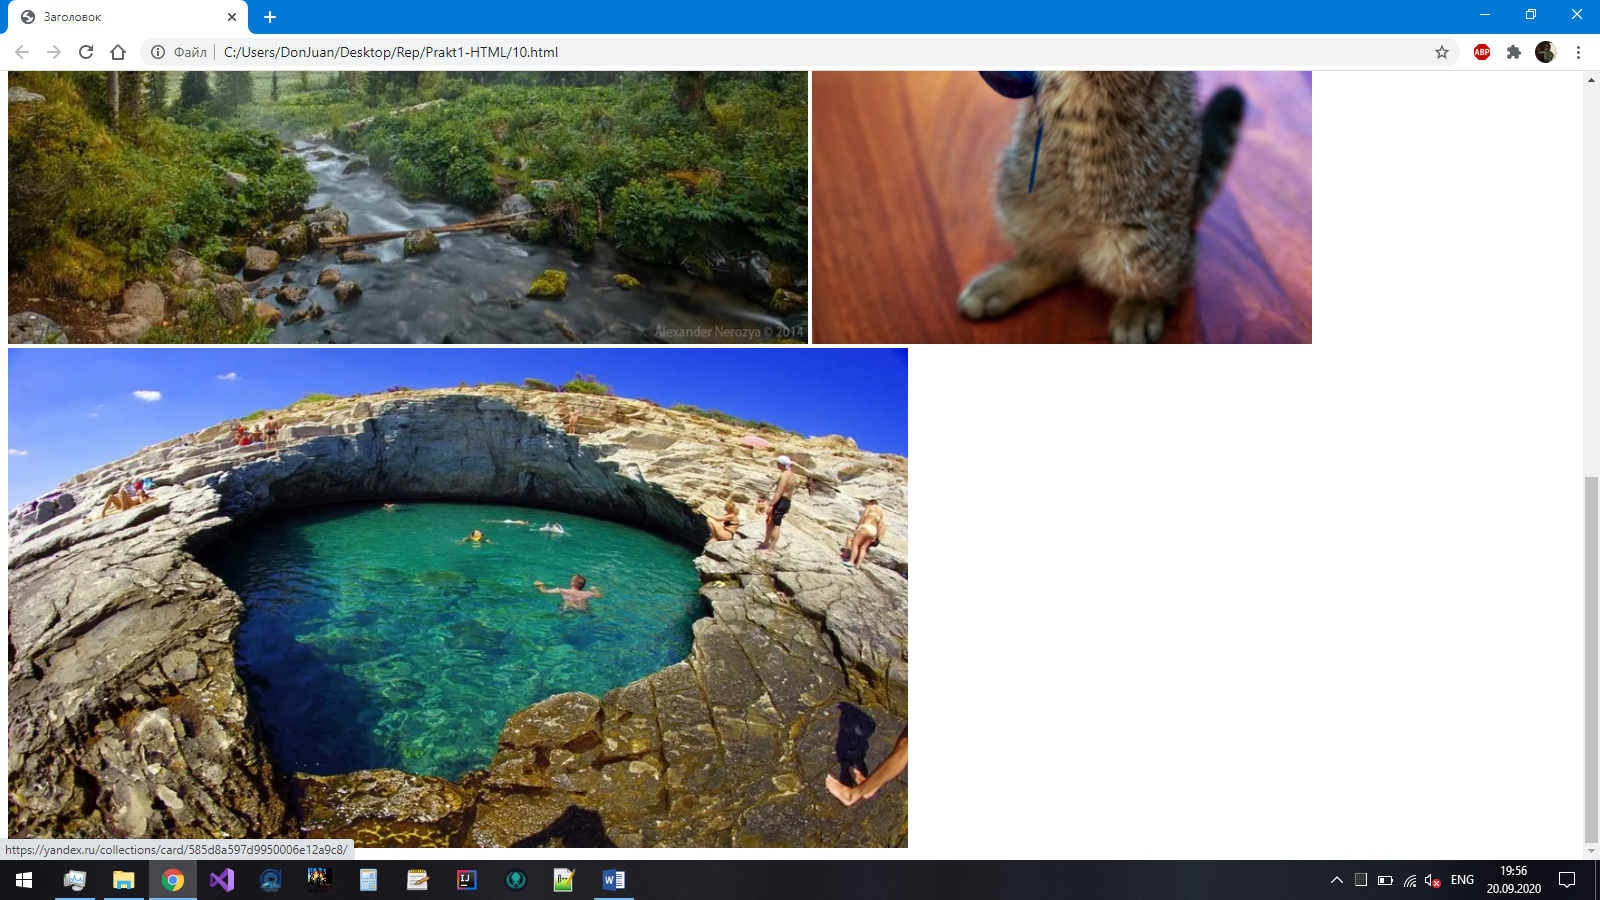 Заголовок
Файл
C:/Users/DonJuan/Desktop/Rep/Prakt1-HTML/10.html
ABP
Alexander Nerozya © 2014
https://yandex.ru/collections/card/585d8a597d9950006e12a9c8/
IJ
W
ENG
19:56
20.09.2020